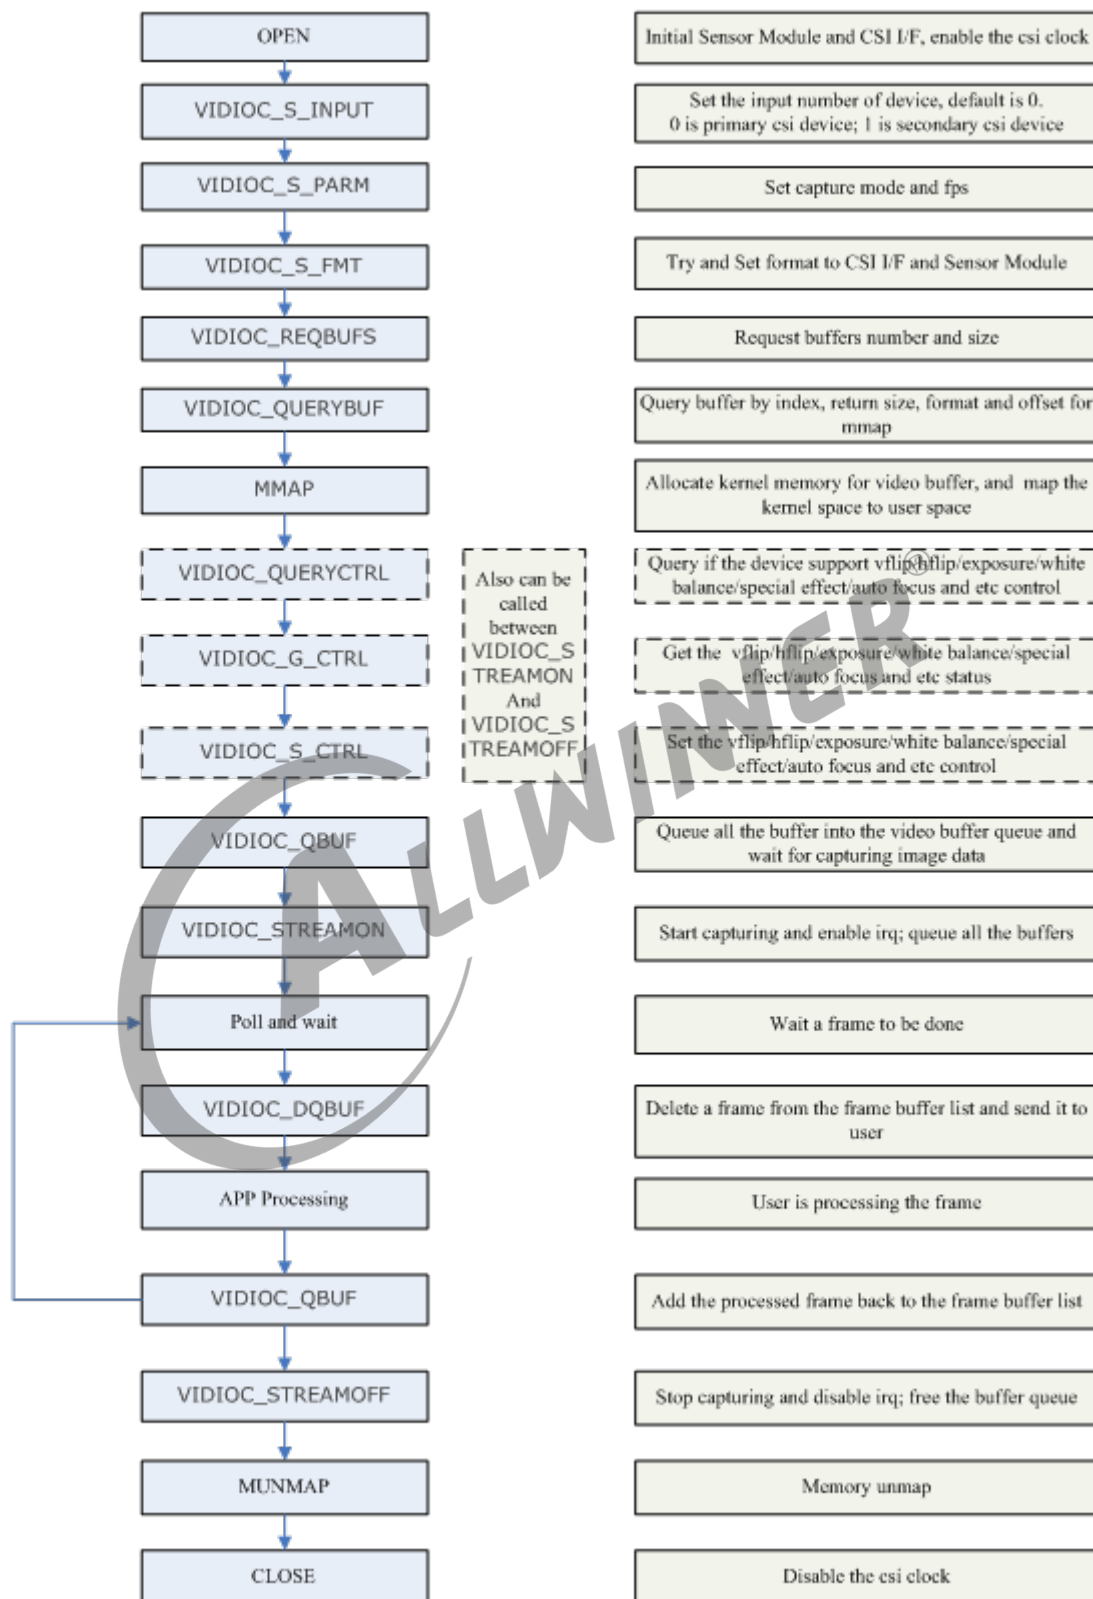 OPEN
Initial Sensor Module and CSI I/F, enable the csi clock
VIDIOC_S_INPUT
Set the input number of device, default is 0.
0 is primary csi device; 1 is secondary csi device
VIDIOC_S_PARM
Set capture mode and fps
VIDIOC_S_FMT
Try and Set format to CSI I/F and Sensor Module
VIDIOC_REQBUFS
Request buffers number and size
VIDIOC_QUERYBUF
Query buffer by index, return size, format and offset for
mmap
MMAP
Allocate kernel memory for video buffer, and map the
kernel space to user space
VIDIOC_QUERYCTRL
Query if the device support vflip/hflip/exposure/white
balance/special effect/auto focus and etc control
VIDIOC_G_CTRL
Get the vflip/hflip/exposure/white balance/special
effect/auto focus and etc status
VIDIOC_S_CTRL
Set the vflip/hflip/exposure/white balance/special
effect/auto focus and etc control
Also can be
called
between
VIDIOC_S
TREAMON
And
VIDIOC_S
TREAMOFF
VIDIOC_QBUF
Queue all the buffer into the video buffer queue and
wait for capturing image data
VIDIOC_STREAMON
Start capturing and enable irq; queue all the buffers
Poll and wait
Wait a frame to be done
VIDIOC_DQBUF
Delete a frame from the frame buffer list and send it to
user
APP Processing
User is processing the frame
VIDIOC_QBUF
Add the processed frame back to the frame buffer list
VIDIOC_STREAMOFF
Stop capturing and disable irq; free the buffer queue
MUNMAP
Memory unmap
CLOSE
Disable the csi clock
ALLWINNER®